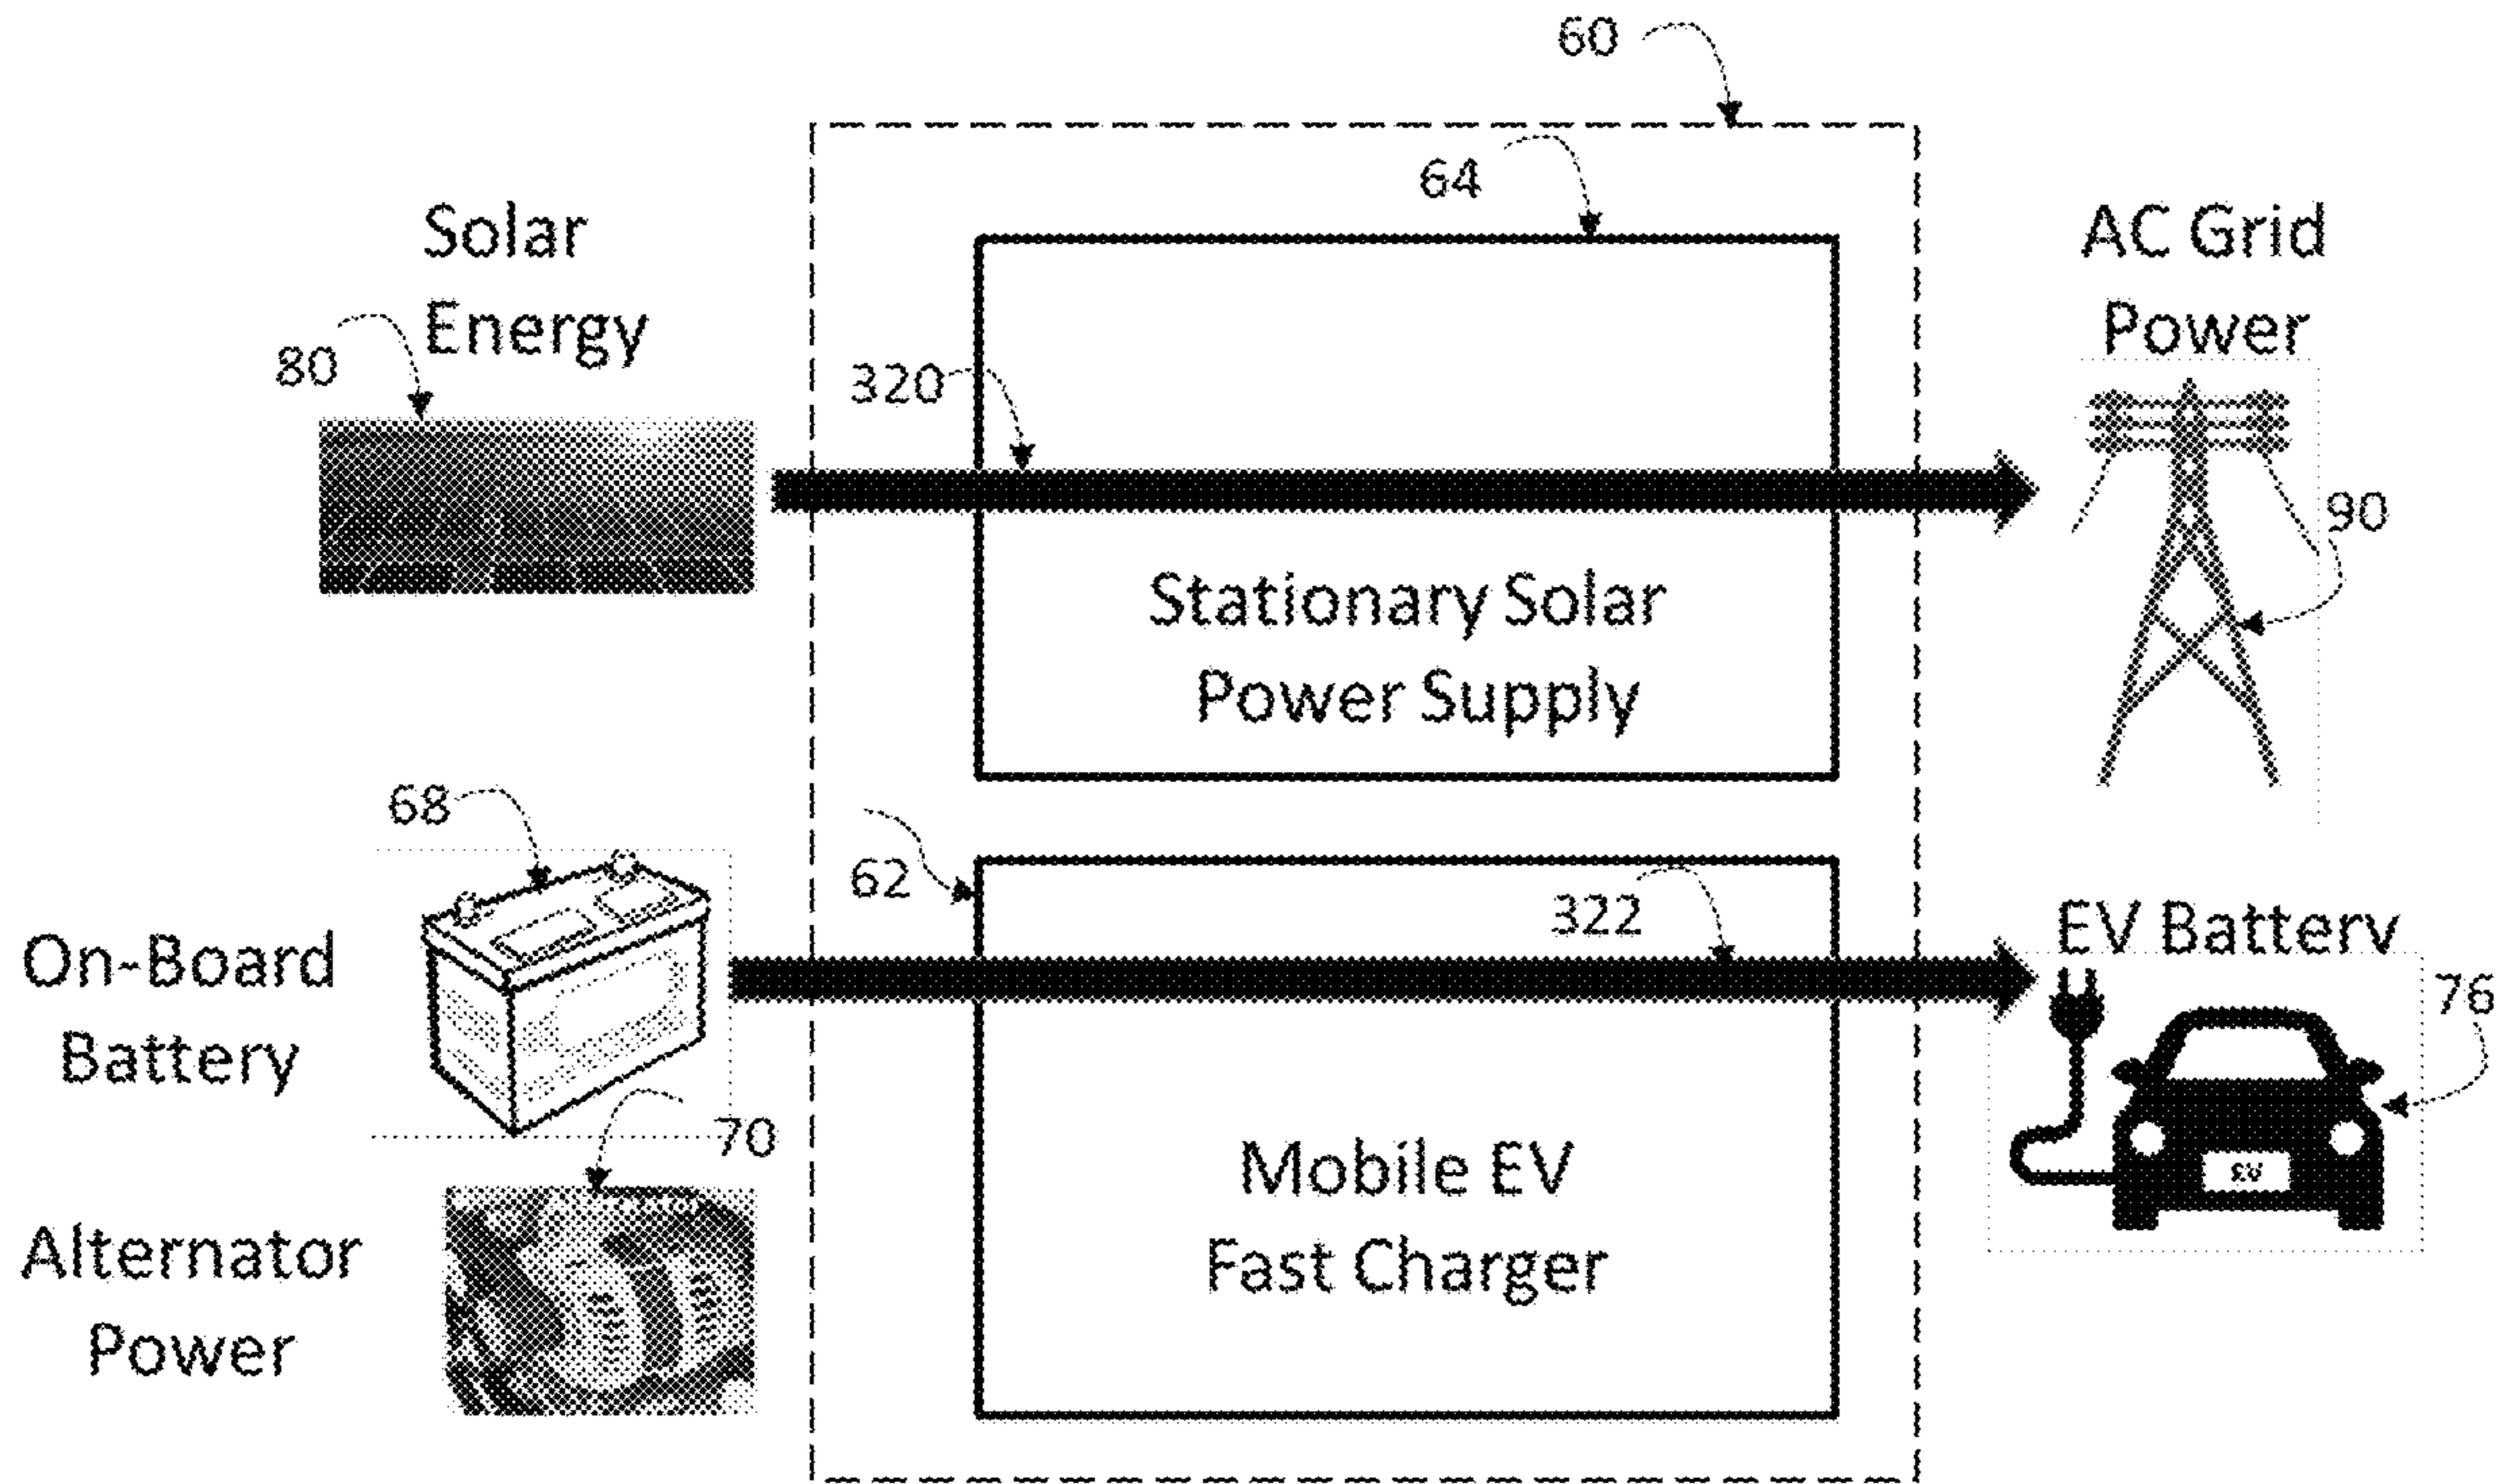 60
64
Solar
Energy
AC Grid
Power
80
320
90
Stationary Solar
Power Supply
68
62
322
EV Battery
On-Board
Battery
76
70
Mobile EV
Fast Charger
EV
Alternator
Power